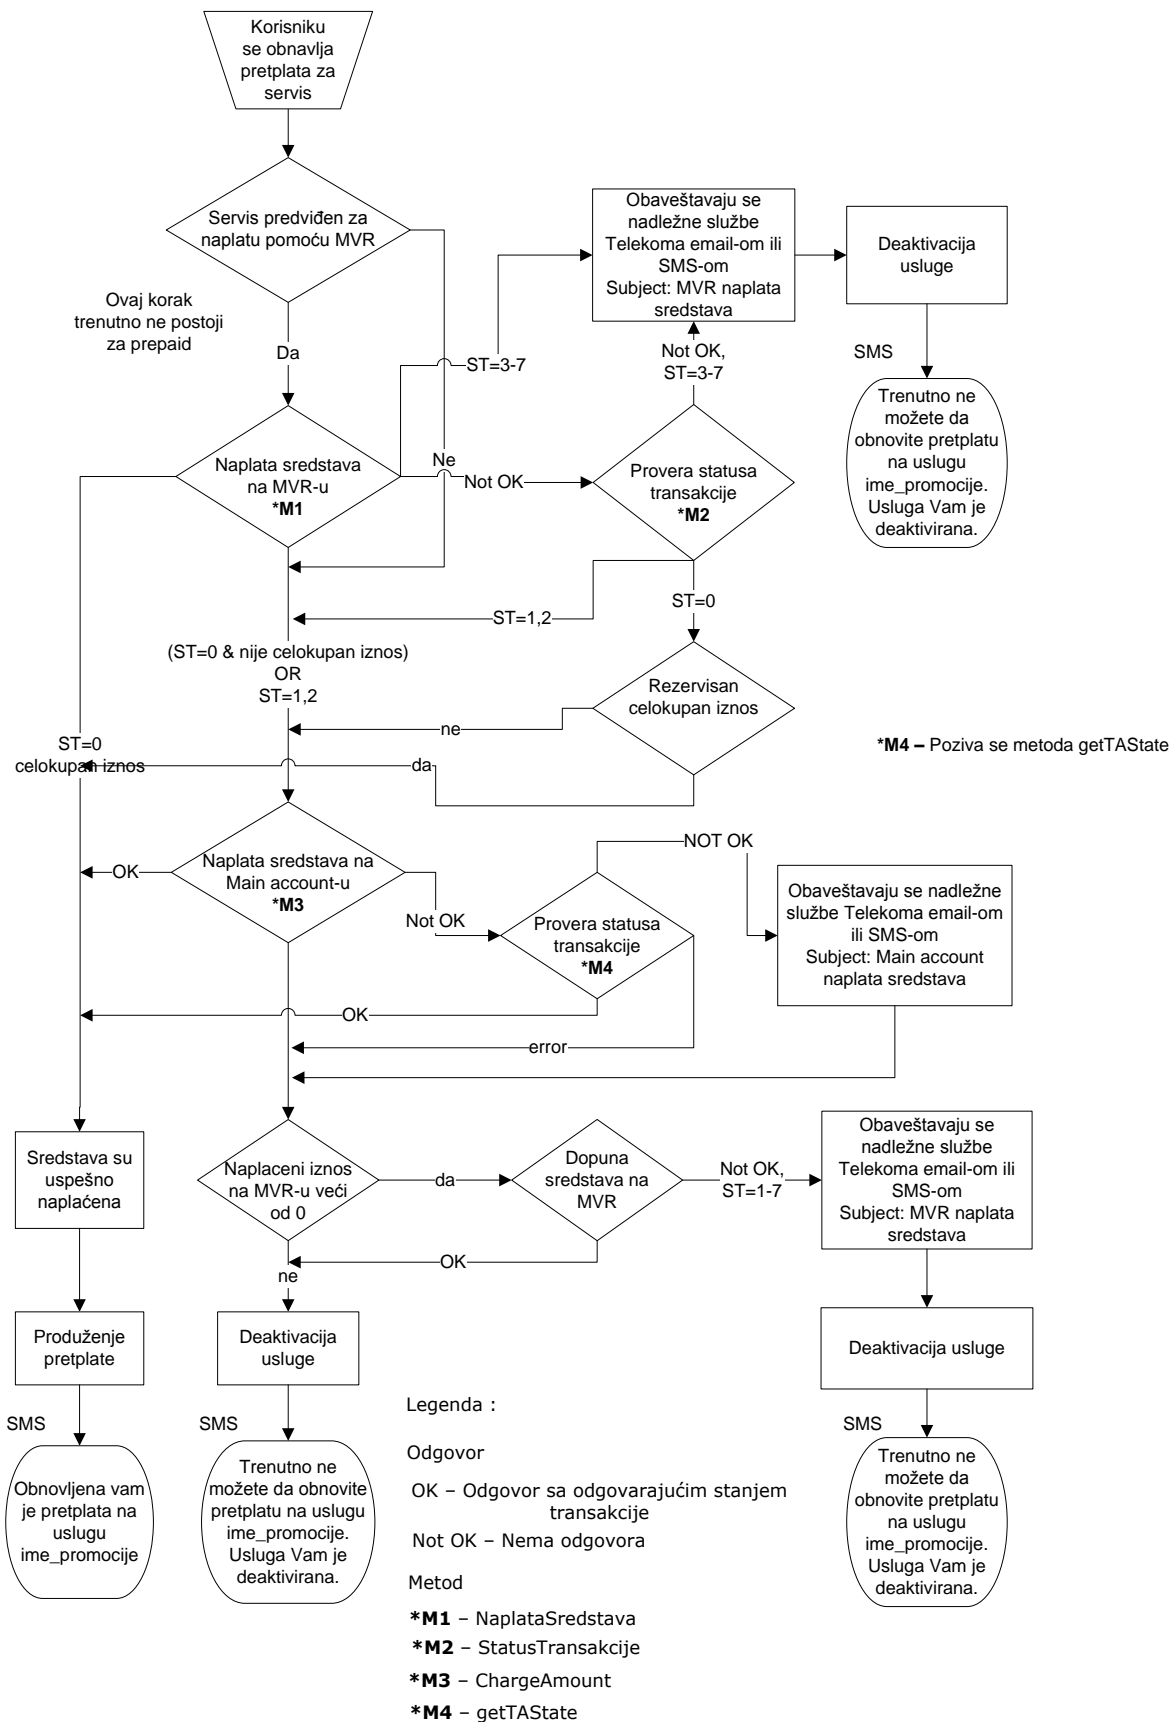 Korisniku
se obnavlja
pretplata za
servis
Servis predviđen za
naplatu pomoću MVR
Ovaj korak
trenutno ne postoji
za prepaid
Da
Ne
Obaveštavaju se
nadležne službe
Telekoma email-om ili
SMS-om
Subject: MVR naplata
sredstava
Deaktivacija
usluge
SMS
Trenutno ne
možete da
obnovite pretplatu
na uslugu
ime_promocije.
Usluga Vam je
deaktivirana.
ST=3-7
Not OK,
ST=3-7
Naplata sredstava
na MVR-u
*M1
Not OK
Provera statusa
transakcije
*M2
ST=1,2
ST=0
(ST=0 & nije celokupan iznos)
OR
ST=1,2
Rezervisan
celokupan iznos
ne
da
ST=0
celokupan iznos
*M4 – Poziva se metoda getTAState
Naplata sredstava na
Main account-u
*M3
OK
Not OK
Provera statusa
transakcije
*M4
NOT OK
Obaveštavaju se nadležne
službe Telekoma email-om
ili SMS-om
Subject: Main account
naplata sredstava
OK
error
Sredstava su
uspešno
naplaćena
Naplaceni iznos
na MVR-u veći
od 0
da
Dopuna
sredstava na
MVR
Not OK,
ST=1-7
Obaveštavaju se
nadležne službe
Telekoma email-om ili
SMS-om
Subject: MVR naplata
sredstava
OK
ne
Produženje
pretplate
Deaktivacija
usluge
Deaktivacija usluge
SMS
Obnovljena vam
je pretplata na
uslugu
ime_promocije
SMS
Trenutno ne
možete da obnovite
pretplatu na uslugu
ime_promocije.
Usluga Vam je
deaktivirana.
SMS
Trenutno ne
možete da
obnovite pretplatu
na uslugu
ime_promocije.
Usluga Vam je
deaktivirana.
Legenda :
Odgovor
OK – Odgovor sa odgovarajućim stanjem
transakcije
Not OK – Nema odgovora
Metod
*M1 – NaplataSredstava
*M2 – StatusTransakcije
*M3 – ChargeAmount
*M4 – getTAState